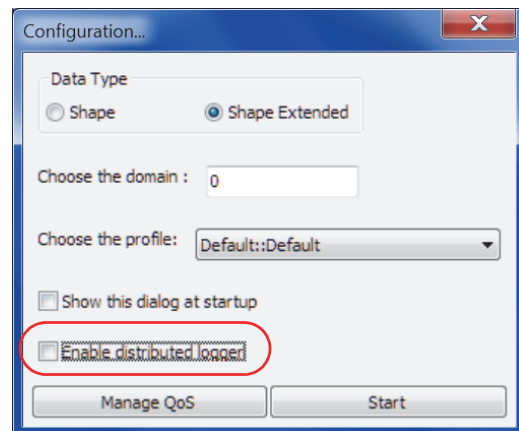 Configuration...
Data Type
Shape
Shape Extended
Choose the domain :
0
Choose the profile:
Default::Default
Show this dialog at startup
Enable distributed logger
Manage QoS
Start